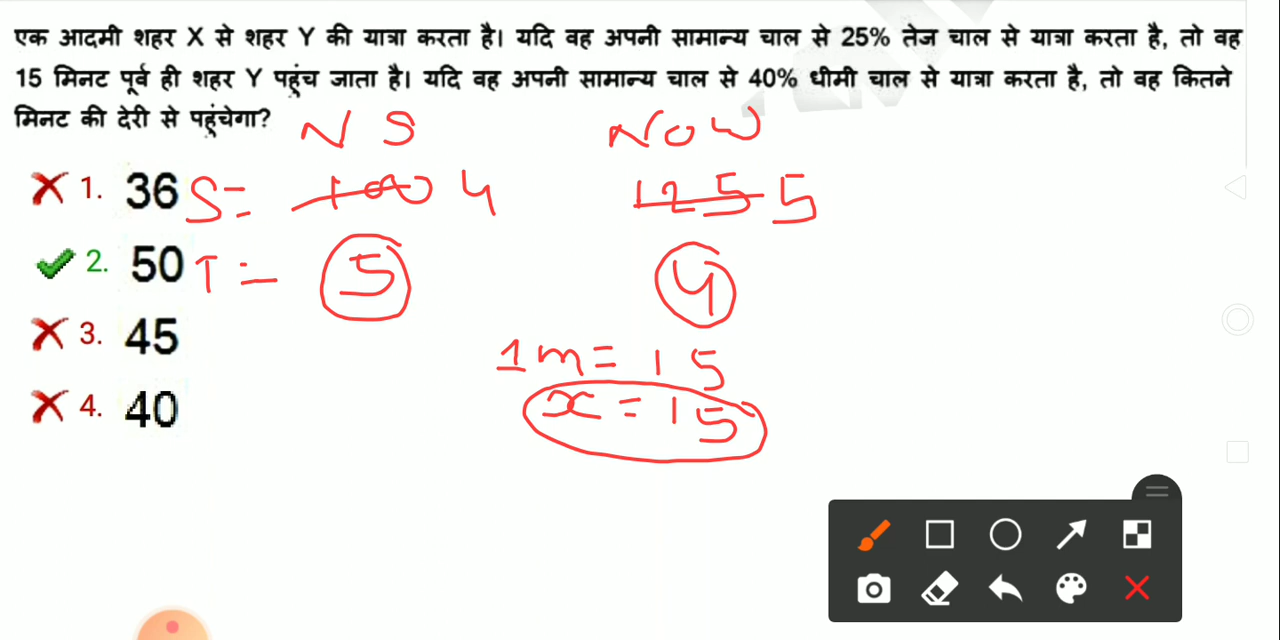 एक आदमी शहर X से शहर Y की यात्रा करता है। यदि वह अपनी सामान्य चाल से 25% तेज चाल से यात्रा करता है, तो वह
15 मिनट पूर्व ही शहर Y पहुंच जाता है। यदि वह अपनी सामान्य चाल से 40% धीमी चाल से यात्रा करता है, तो वह कितने
मिनट की देरी से पहुंचेगा?
N S NOW
1. 36
S = 100 4 125 5
2. 50
T = 5 4
3. 45
1m = 15
4. 40
x = 15